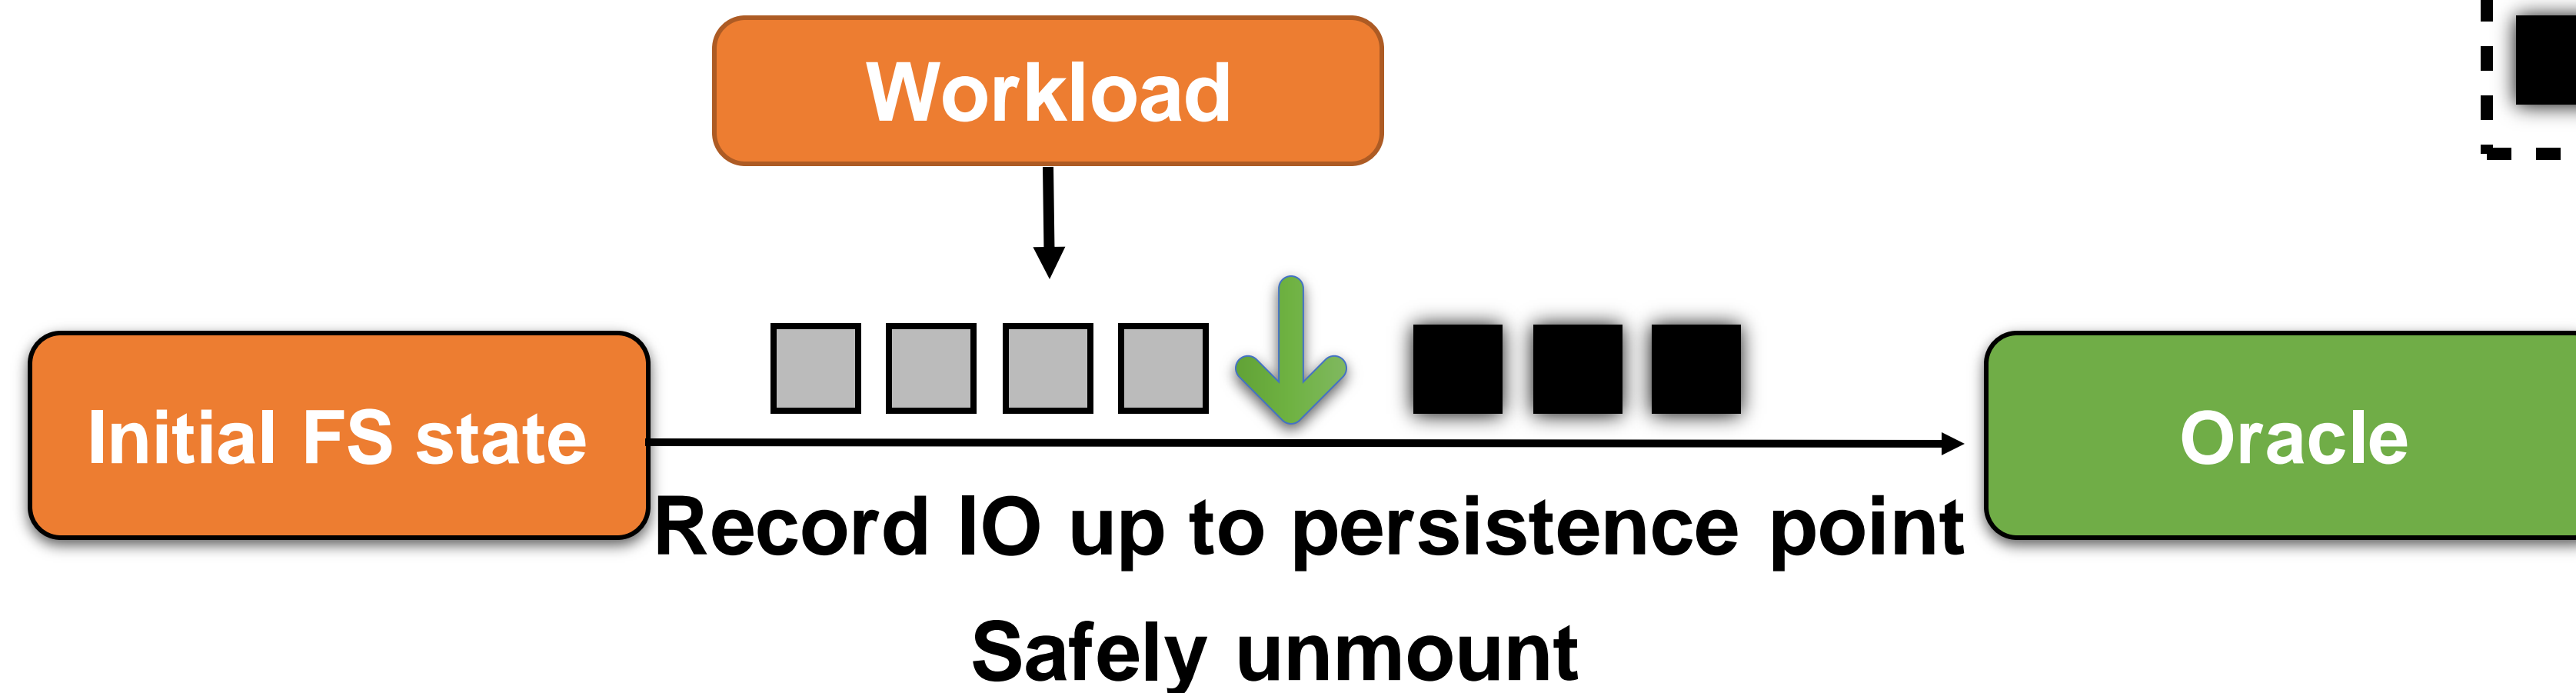 Workload
Initial FS state
Oracle
Record IO up to persistence point
Safely unmount